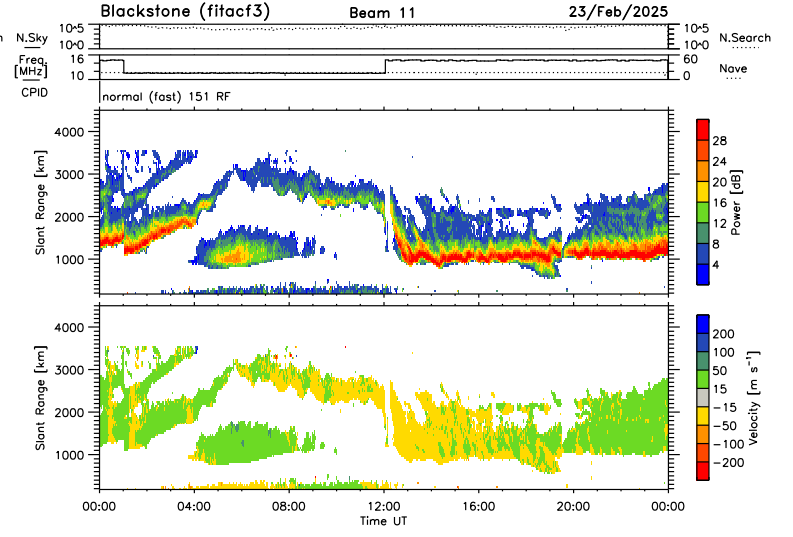 Blackstone (fitacf3) Beam 11 23/Feb/2025
N.Sky 10^5 10^5 N.Search
10^0 10^0
Freq. 16 60
[MHz] 10 0 Nave
CPID normal (fast) 151 RF
Slant Range [km]
4000
3000
2000
1000
28
24
20
16
12
8
4
Power [dB]
Slant Range [km]
4000
3000
2000
1000
200
100
50
15
-15
-50
-100
-200
Velocity [m s⁻¹]
00:00 04:00 08:00 12:00 16:00 20:00 00:00
Time UT